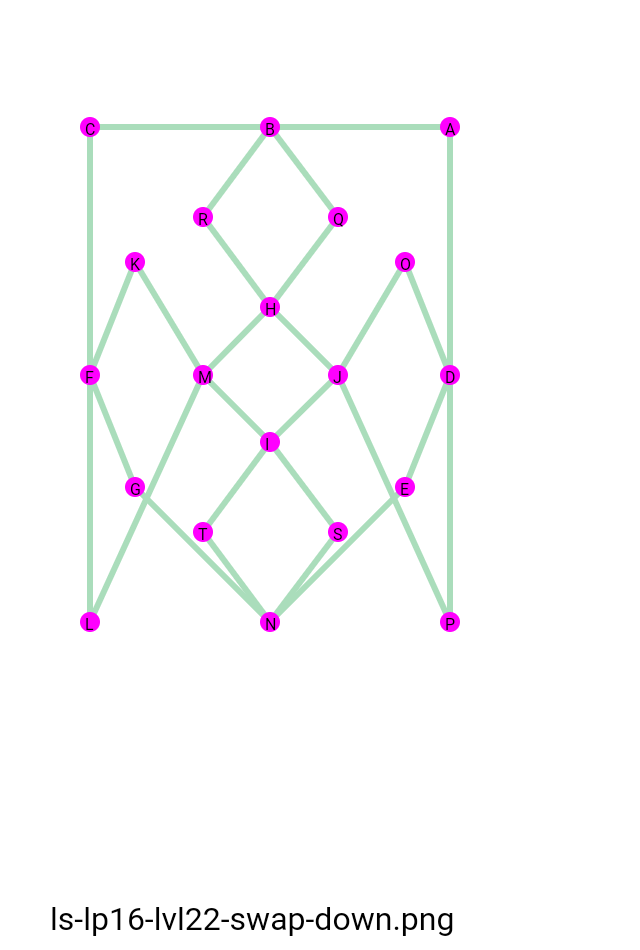 C B A
R Q
K O
H
F M J D
I
G E
T S
L N P
ls-lp16-lvl22-swap-down.png